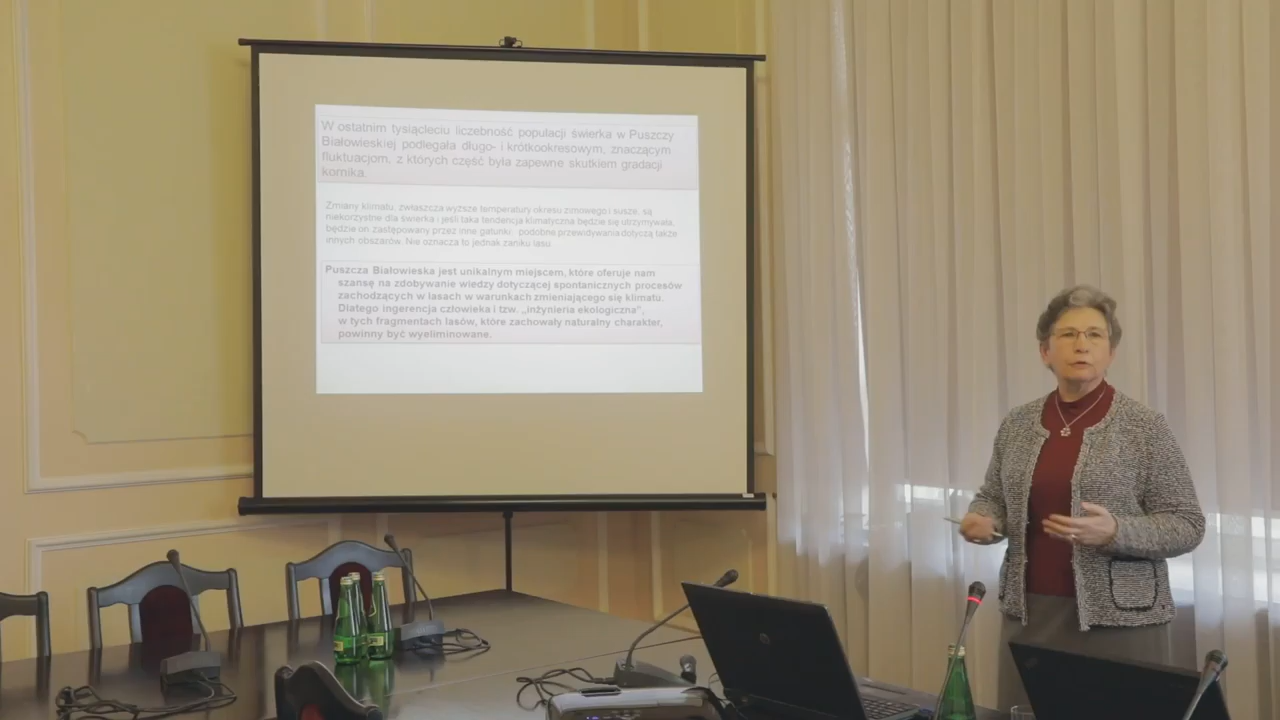 W ostatnim tysiącleciu liczebność populacji świerka w Puszczy
Białowieskiej podlegała długo- i krótkookresowym, znaczącym
fluktuacjom, z których część była zapewne skutkiem gradacji
kornika.
Zmiany klimatu, zwłaszcza wyższe temperatury okresu zimowego i susze, są
niekorzystne dla świerka i jeśli taka tendencja klimatyczna będzie się utrzymywała,
będzie on zastępowany przez inne gatunki: podobne przewidywania dotyczą także
innych obszarów. Nie oznacza to jednak zaniku lasu.
Puszcza Białowieska jest unikalnym miejscem, które oferuje nam
szansę na zdobywanie wiedzy dotyczącej spontanicznych procesów
zachodzących w lasach w warunkach zmieniającego się klimatu.
Dlatego ingerencja człowieka i tzw. „inżynieria ekologiczna”,
w tych fragmentach lasów, które zachowały naturalny charakter,
powinny być wyeliminowane.